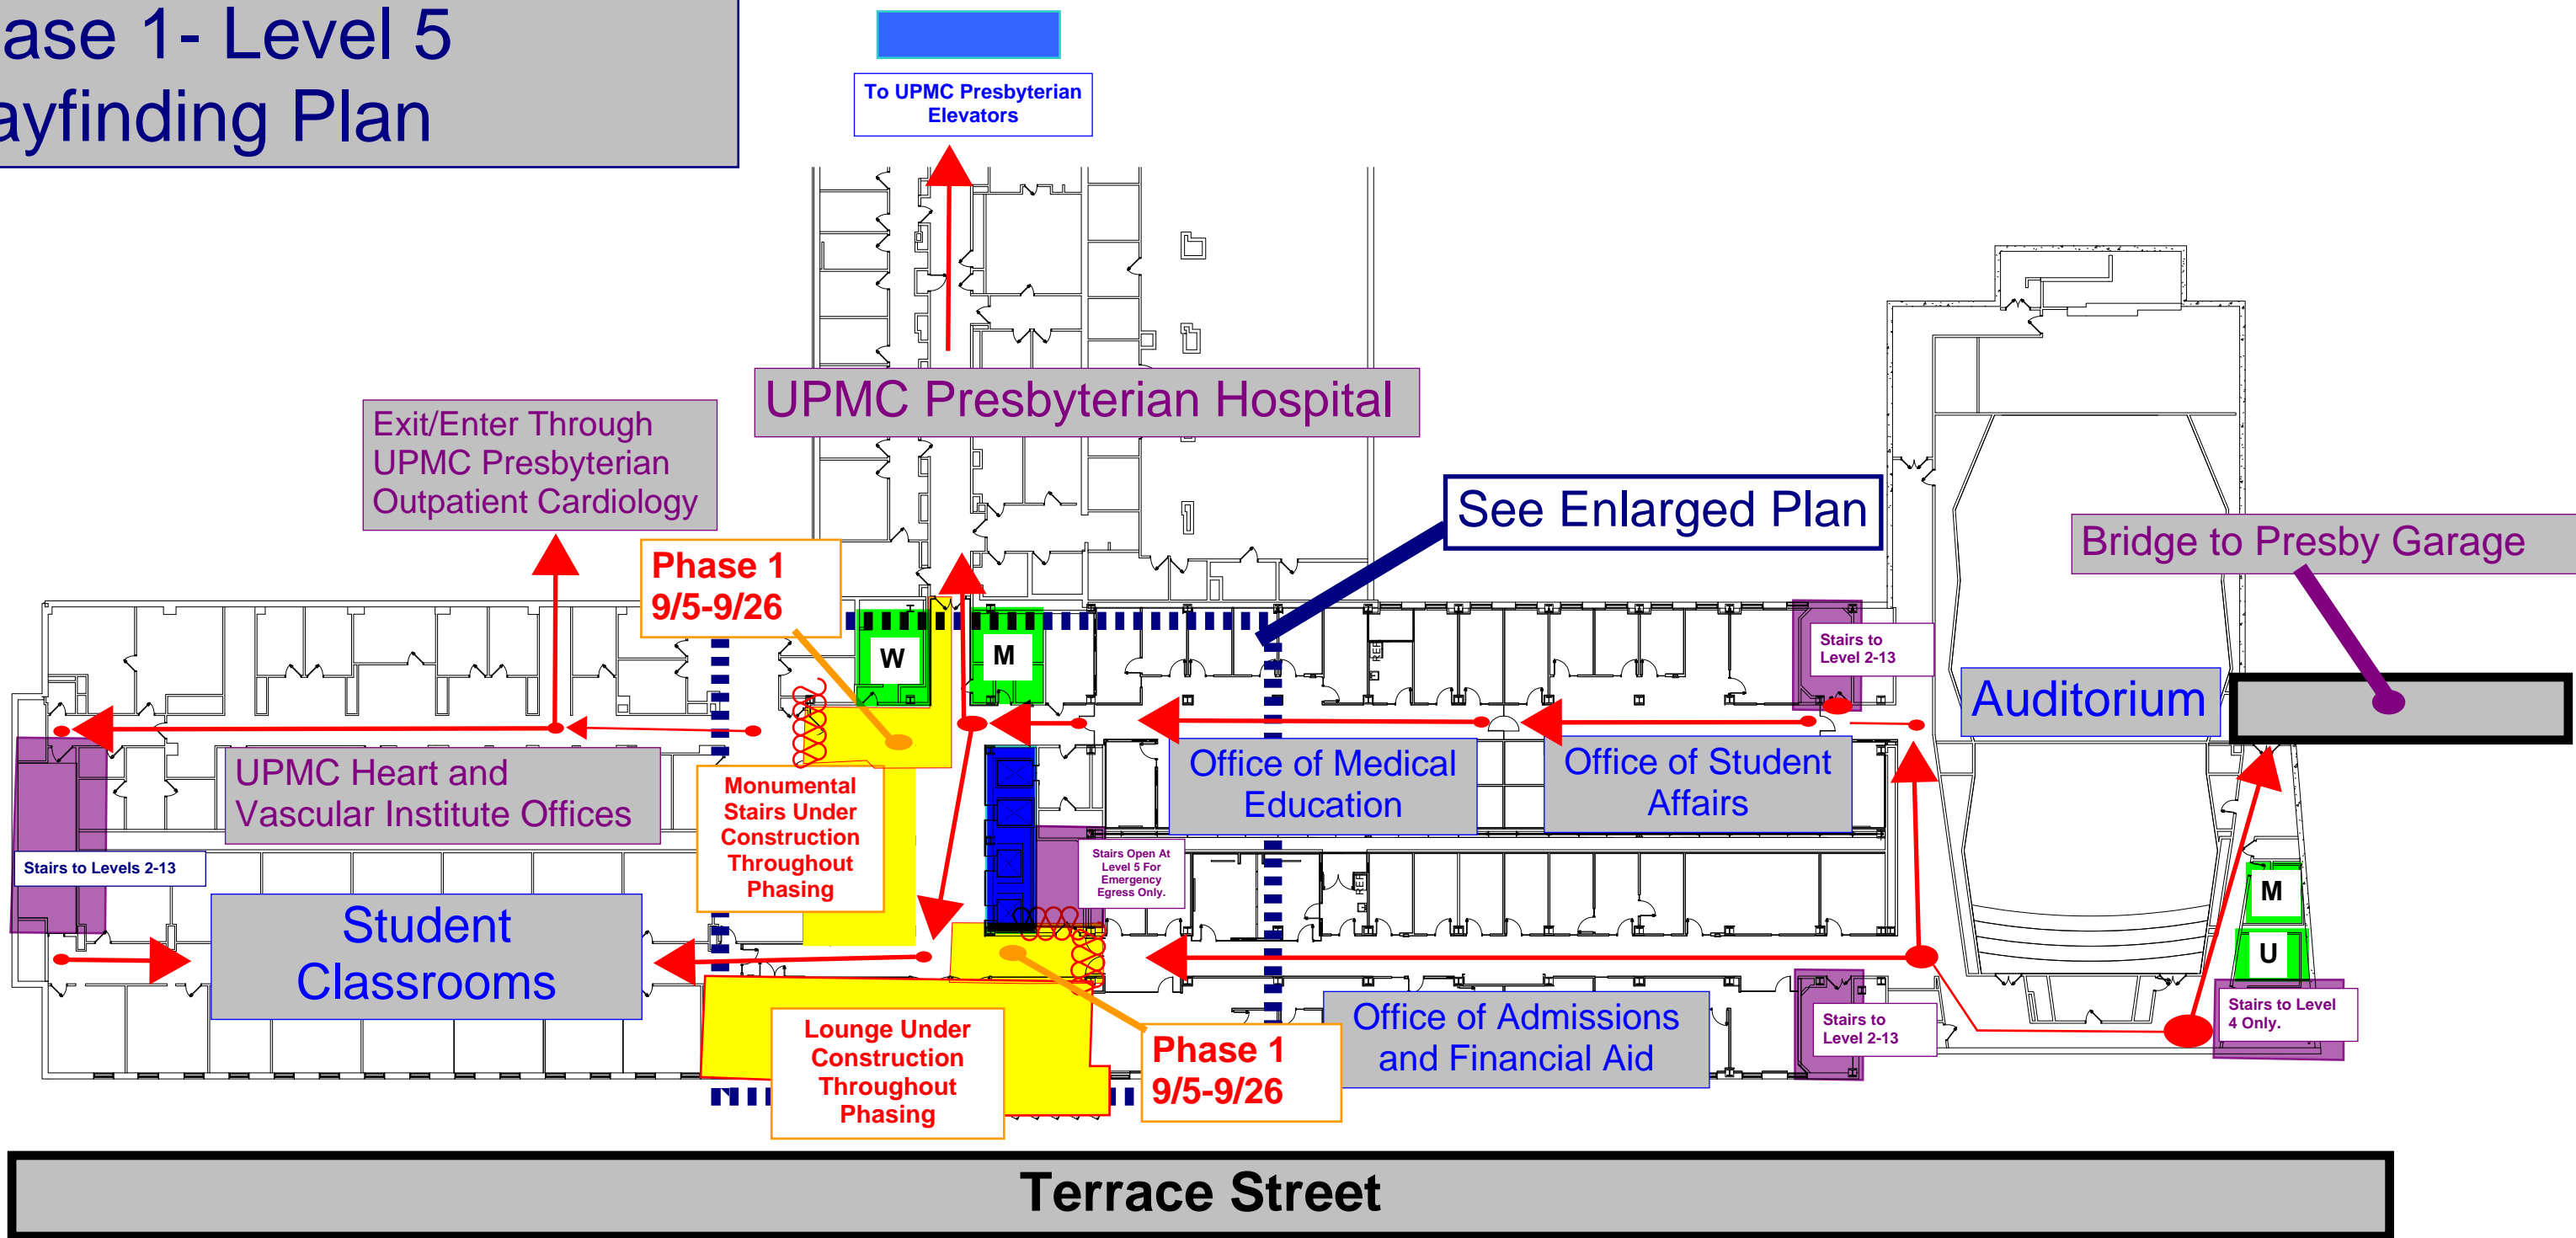 ase 1- Level 5
ayfinding Plan
To UPMC Presbyterian
Elevators
UPMC Presbyterian Hospital
Exit/Enter Through
UPMC Presbyterian
Outpatient Cardiology
See Enlarged Plan
Bridge to Presby Garage
Phase 1
9/5-9/26
W
M
REF
Stairs to
Level 2-13
Auditorium
UPMC Heart and
Vascular Institute Offices
Monumental
Stairs Under
Construction
Throughout
Phasing
Office of Medical
Education
Office of Student
Affairs
Stairs to Levels 2-13
Stairs Open At
Level 5 For
Emergency
Egress Only.
REF
M
U
Student
Classrooms
Lounge Under
Construction
Throughout
Phasing
Phase 1
9/5-9/26
Office of Admissions
and Financial Aid
Stairs to
Level 2-13
Stairs to Level
4 Only.
Terrace Street